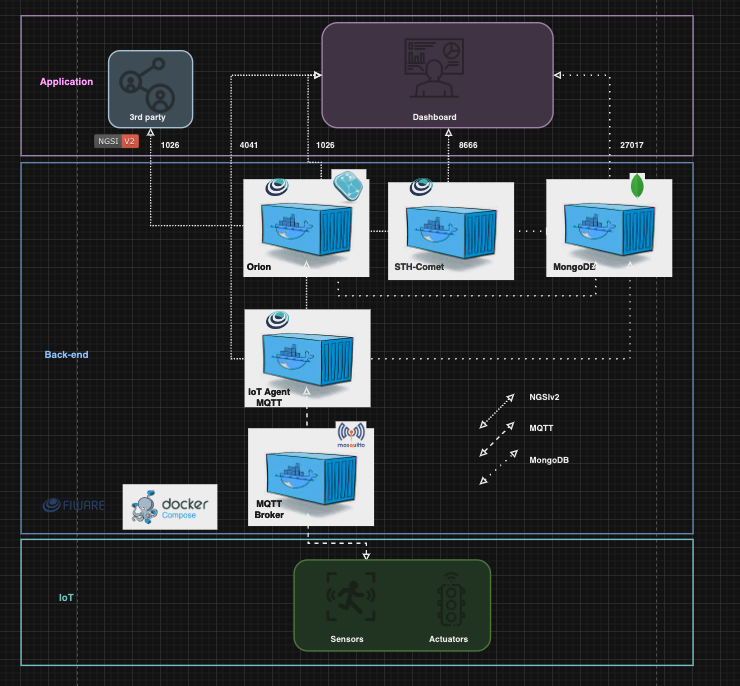 Application
3rd party
Dashboard
NGSI V2
1026
4041
1026
8666
27017
Orion
STH-Comet
MongoDB
Back-end
IoT Agent
MQTT
NGSIv2
MQTT
MongoDB
mosquitto
MQTT
Broker
FIWARE
docker
Compose
IoT
Sensors
Actuators